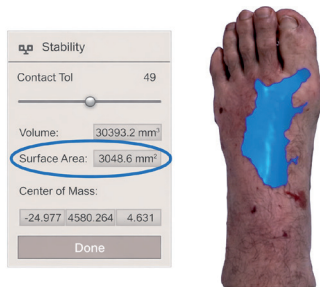 Stability
Contact Tol 49
Volume: 30393.2 mm³
Surface Area: 3048.6 mm²
Center of Mass:
-24.977 4580.264 4.631
Done